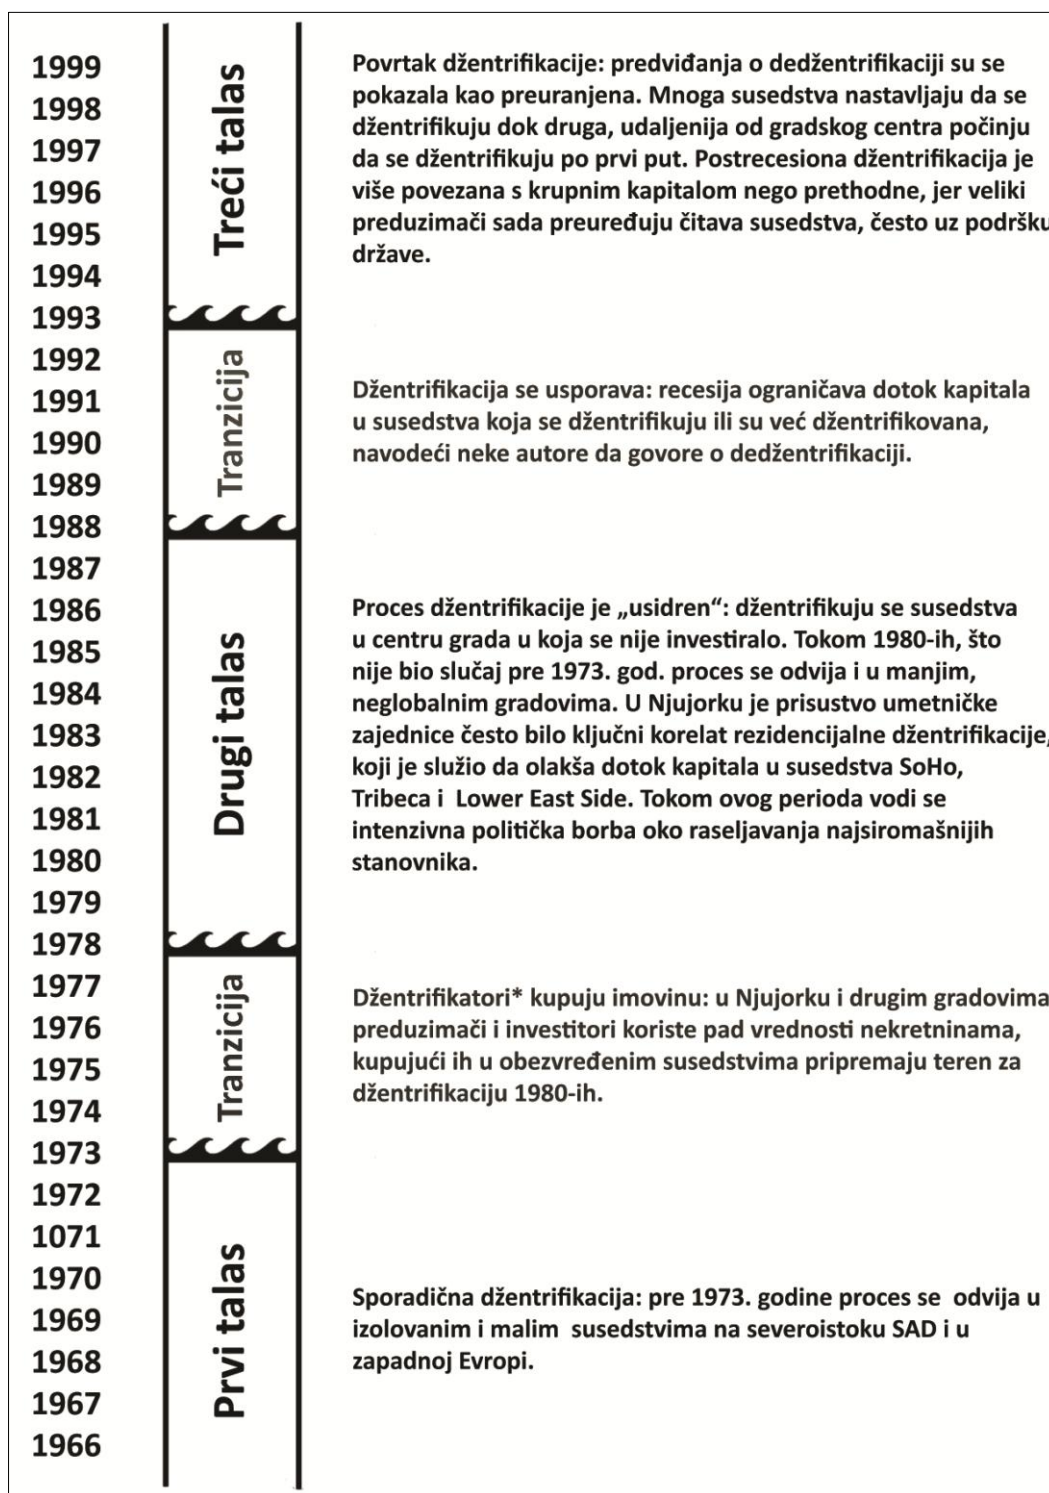 1999
1998
1997
1996
1995
1994
1993
1992
1991
1990
1989
1988
1987
1986
1985
1984
1983
1982
1981
1980
1979
1978
1977
1976
1975
1974
1973
1972
1071
1970
1969
1968
1967
1966
Treći talas
Tranzicija
Drugi talas
Tranzicija
Prvi talas
Povrtak džentrifikacije: predviđanja o dedžentrifikaciji su se
pokazala kao preuranjena. Mnoga susedstva nastavljaju da se
džentrifikuju dok druga, udaljenija od gradskog centra počinju
da se džentrifikuju po prvi put. Postrecesiona džentrifikacija je
više povezana s krupnim kapitalom nego prethodne, jer veliki
preduzimači sada preuređuju čitava susedstva, često uz podršku
države.
Džentrifikacija se usporava: recesija ograničava dotok kapitala
u susedstva koja se džentrifikuju ili su već džentrifikovana,
navodeći neke autore da govore o dedžentrifikaciji.
Proces džentrifikacije je „usidren“: džentrifikuju se susedstva
u centru grada u koja se nije investiralo. Tokom 1980-ih, što
nije bio slučaj pre 1973. god. proces se odvija i u manjim,
neglobalnim gradovima. U Njujorku je prisustvo umetničke
zajednice često bilo ključni korelat rezidencijalne džentrifikacije,
koji je služio da olakša dotok kapitala u susedstva SoHo,
Tribeca i Lower East Side. Tokom ovog perioda vodi se
intenzivna politička borba oko raseljavanja najsiromašnijih
stanovnika.
Džentrifikatori* kupuju imovinu: u Njujorku i drugim gradovima
preduzimači i investitori koriste pad vrednosti nekretninama,
kupujući ih u obezvređenim susedstvima pripremaju teren za
džentrifikaciju 1980-ih.
Sporadična džentrifikacija: pre 1973. godine proces se odvija u
izolovanim i malim susedstvima na severoistoku SAD i u
zapadnoj Evropi.